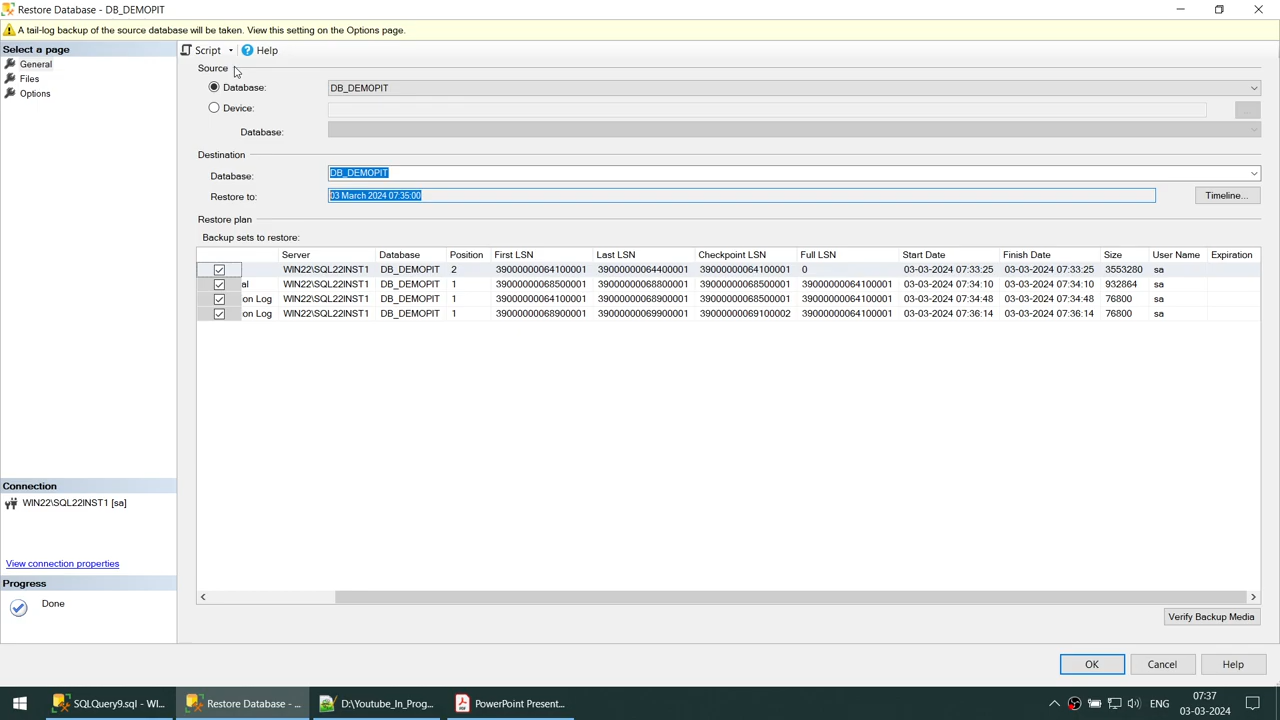 Restore Database - DB_DEMOPIT
A tail-log backup of the source database will be taken. View this setting on the Options page.
Select a page
General
Files
Options
Script
Help
Source
Database: DB_DEMOPIT
Device:
Database:
Destination
Database: DB_DEMOPIT
Restore to: 03 March 2024 07:35:00 Timeline...
Restore plan
Backup sets to restore:
Server Database Position First LSN Last LSN Checkpoint LSN Full LSN Start Date Finish Date Size User Name Expiration
WIN22\SQL22INST1 DB_DEMOPIT 2 39000000064100001 39000000064400001 39000000064100001 0 03-03-2024 07:33:25 03-03-2024 07:33:25 3553280 sa
al WIN22\SQL22INST1 DB_DEMOPIT 1 39000000068500001 39000000068800001 39000000068500001 39000000064100001 03-03-2024 07:34:10 03-03-2024 07:34:10 932864 sa
on Log WIN22\SQL22INST1 DB_DEMOPIT 1 39000000064100001 39000000068900001 39000000068500001 39000000064100001 03-03-2024 07:34:48 03-03-2024 07:34:48 76800 sa
on Log WIN22\SQL22INST1 DB_DEMOPIT 1 39000000068900001 39000000069900001 39000000069100002 39000000064100001 03-03-2024 07:36:14 03-03-2024 07:36:14 76800 sa
Connection
WIN22\SQL22INST1 [sa]
View connection properties
Progress
Done
Verify Backup Media
OK Cancel Help
SQLQuery9.sql - WI... Restore Database - ... D:\Youtube_In_Prog... PowerPoint Present... ENG 07:37
03-03-2024